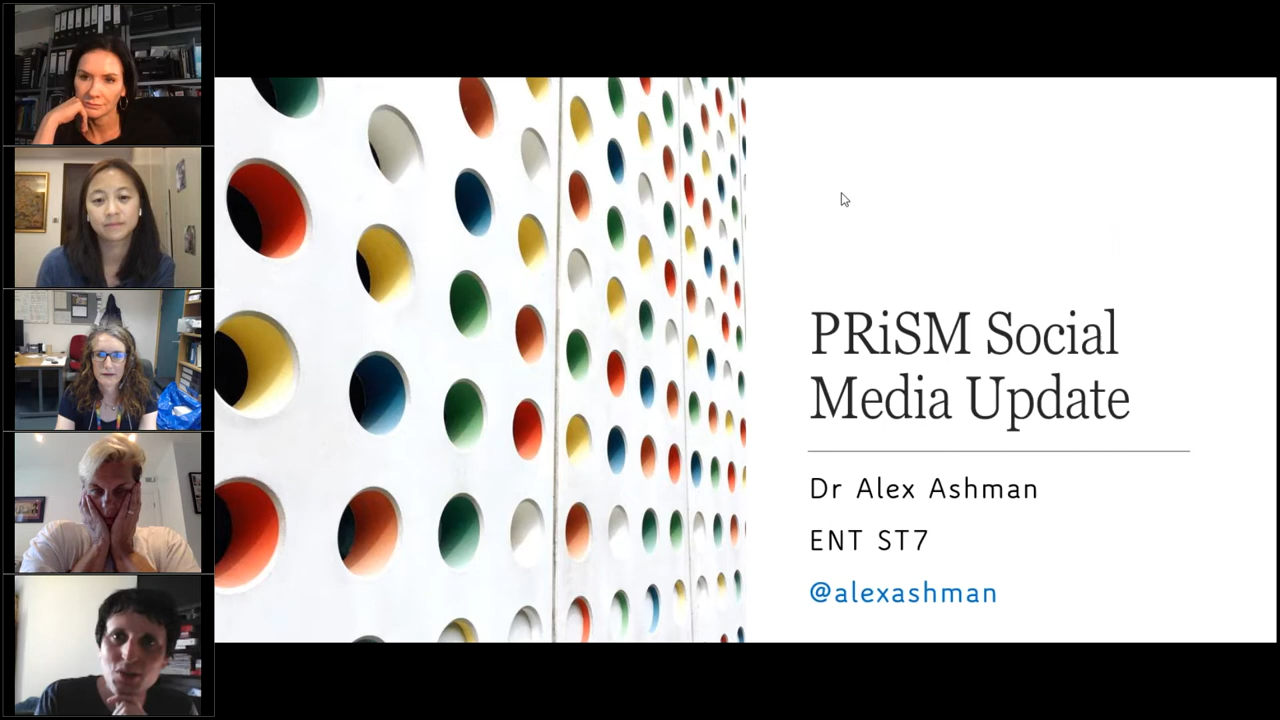 PRiSM Social
Media Update
Dr Alex Ashman
ENT ST7
@alexashman